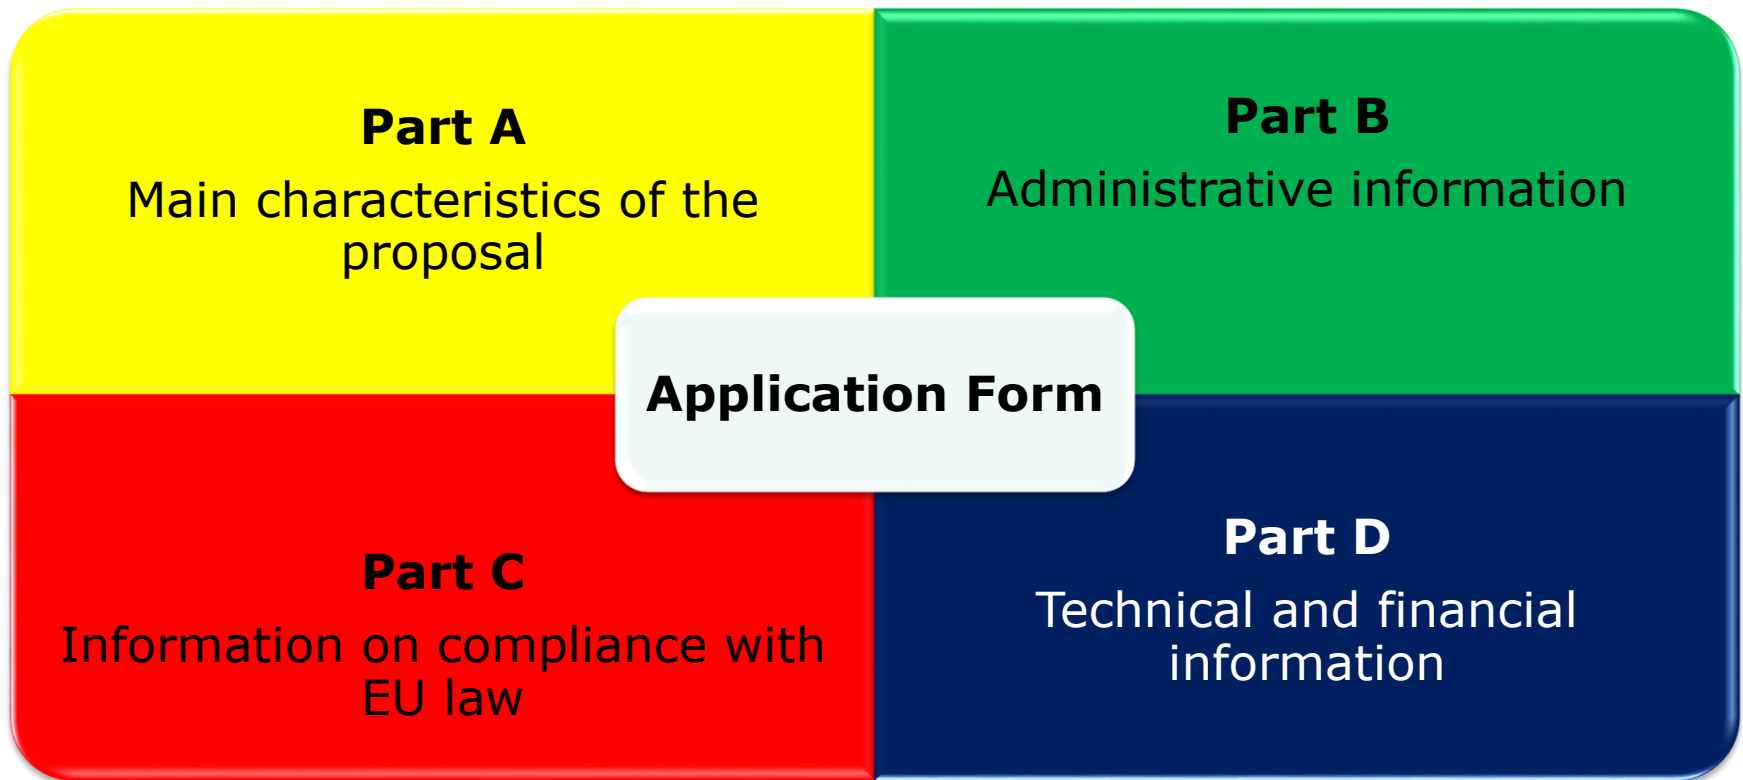 Part A
Main characteristics of the
proposal
Part B
Administrative information
Application Form
Part C
Information on compliance with
EU law
Part D
Technical and financial
information